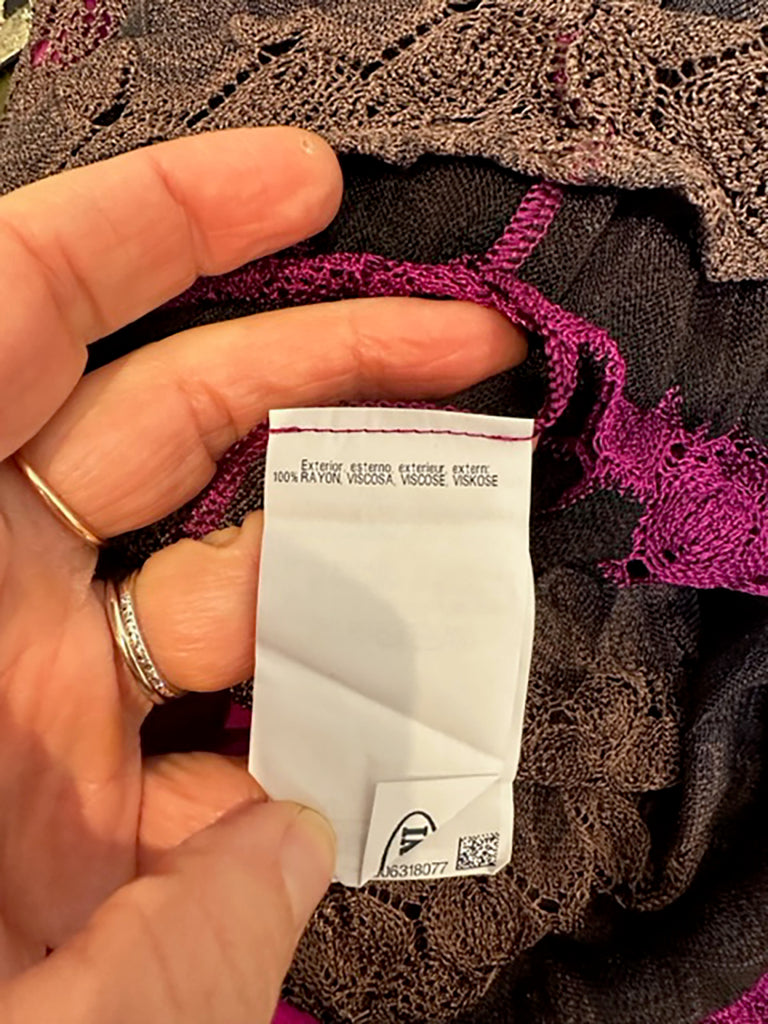 Exterior, esterno, exterieur, extern:
100% RAYON, VISCOSA, VISCOSE, VISKOSE
06318077